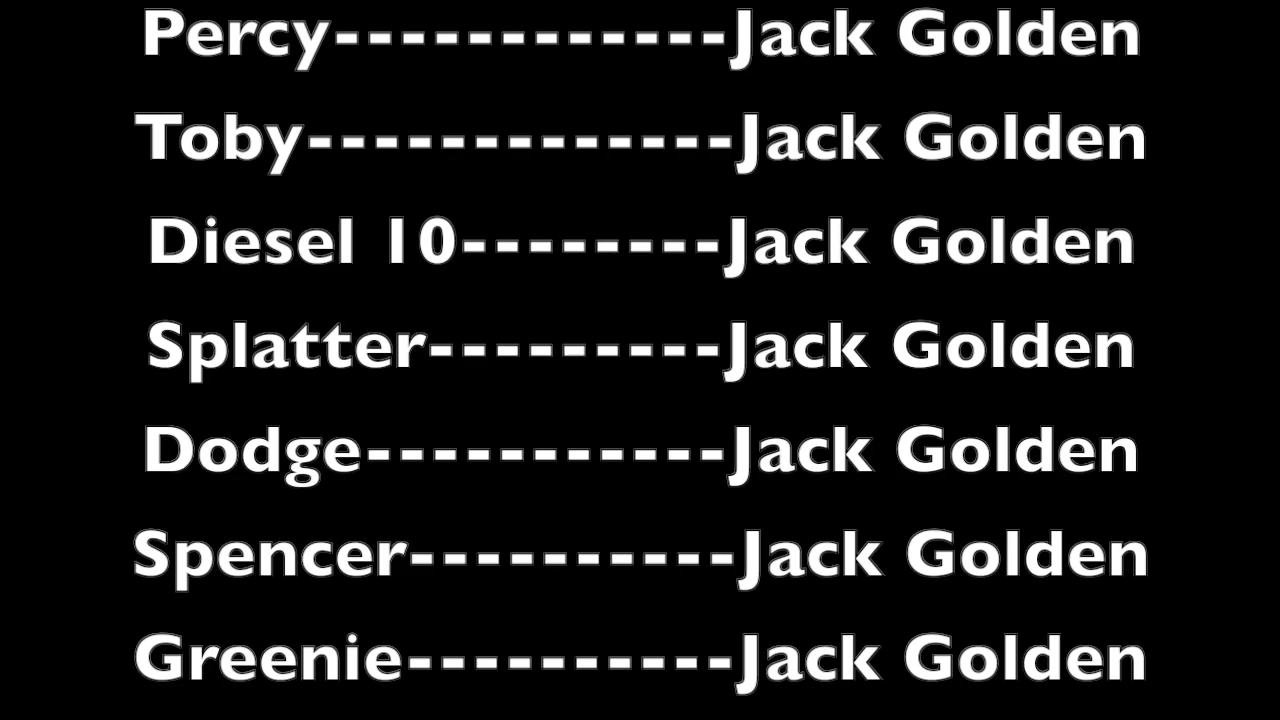 Percy------------Jack Golden
Toby-------------Jack Golden
Diesel 10--------Jack Golden
Splatter---------Jack Golden
Dodge-----------Jack Golden
Spencer----------Jack Golden
Greenie----------Jack Golden